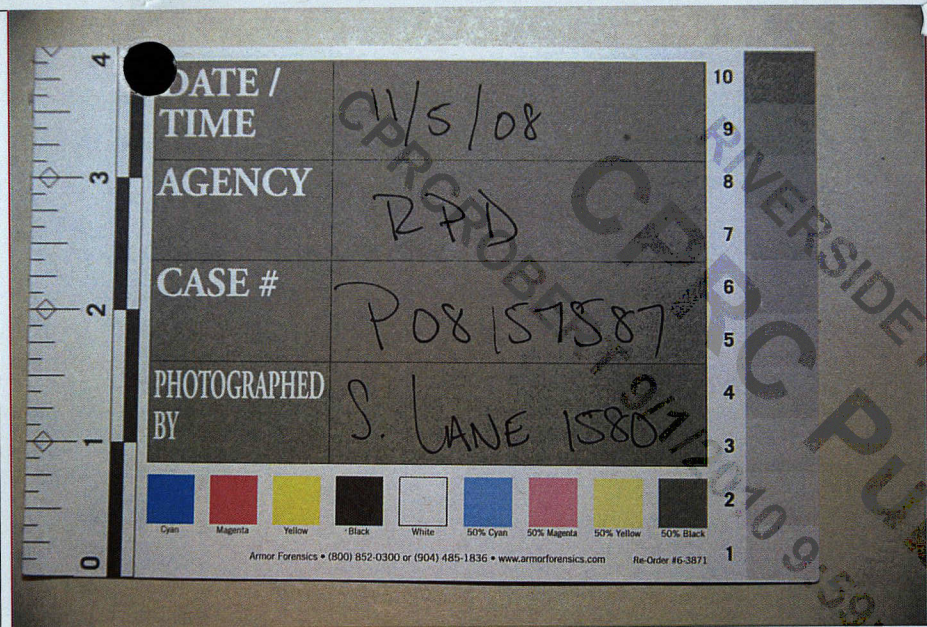 DATE / TIME 11/5/08
AGENCY RPD
CASE # P08157587
PHOTOGRAPHED BY S. LANE 1580
4
3
2
1
0
10
9
8
7
6
5
4
3
2
1
Cyan Magenta Yellow Black White 50% Cyan 50% Magenta 50% Yellow 50% Black
Armor Forensics • (800) 852-0300 or (904) 485-1836 • www.armorforensics.com Re-Order #6-3871
RIVERSIDE
CPRC